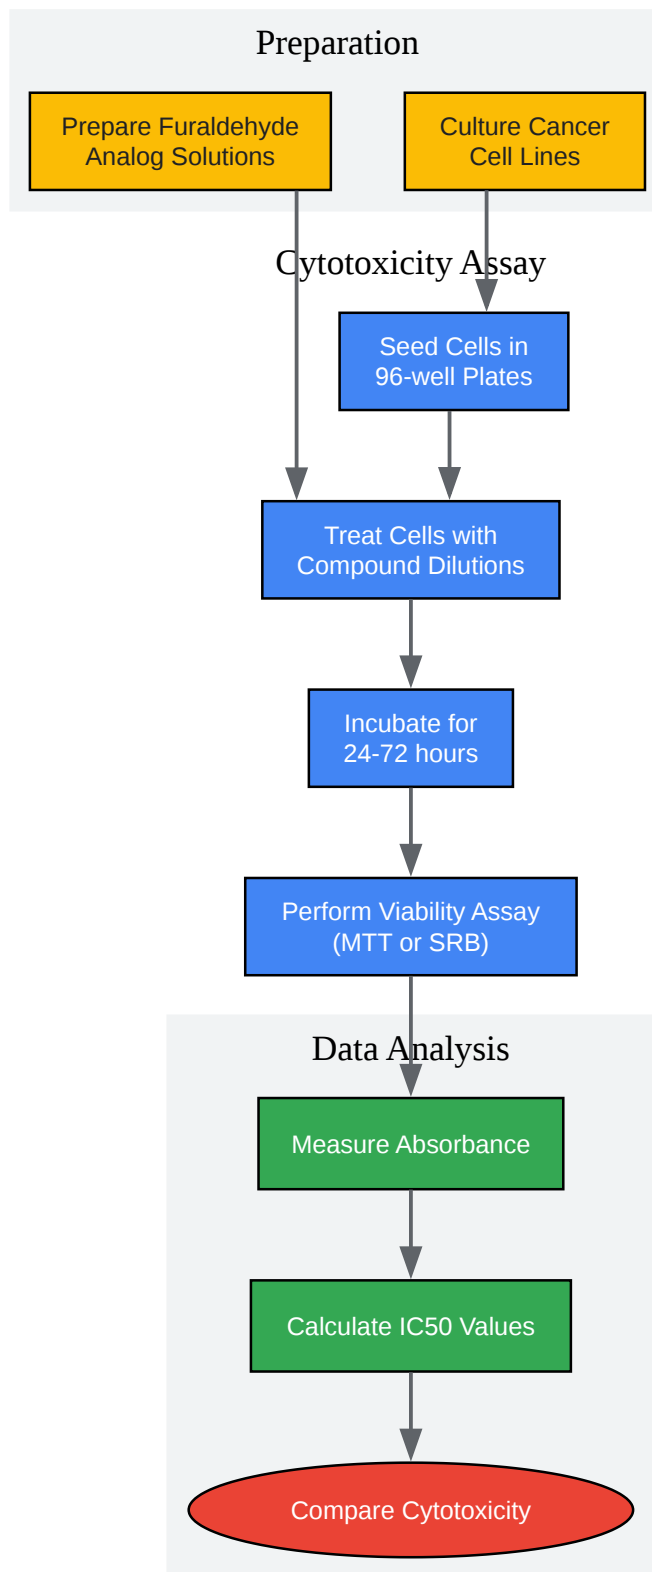 Preparation
Prepare Furaldehyde
Analog Solutions
Culture Cancer
Cell Lines
Cytotoxicity Assay
Seed Cells in
96-well Plates
Treat Cells with
Compound Dilutions
Incubate for
24-72 hours
Perform Viability Assay
(MTT or SRB)
Data Analysis
Measure Absorbance
Calculate IC50 Values
Compare Cytotoxicity